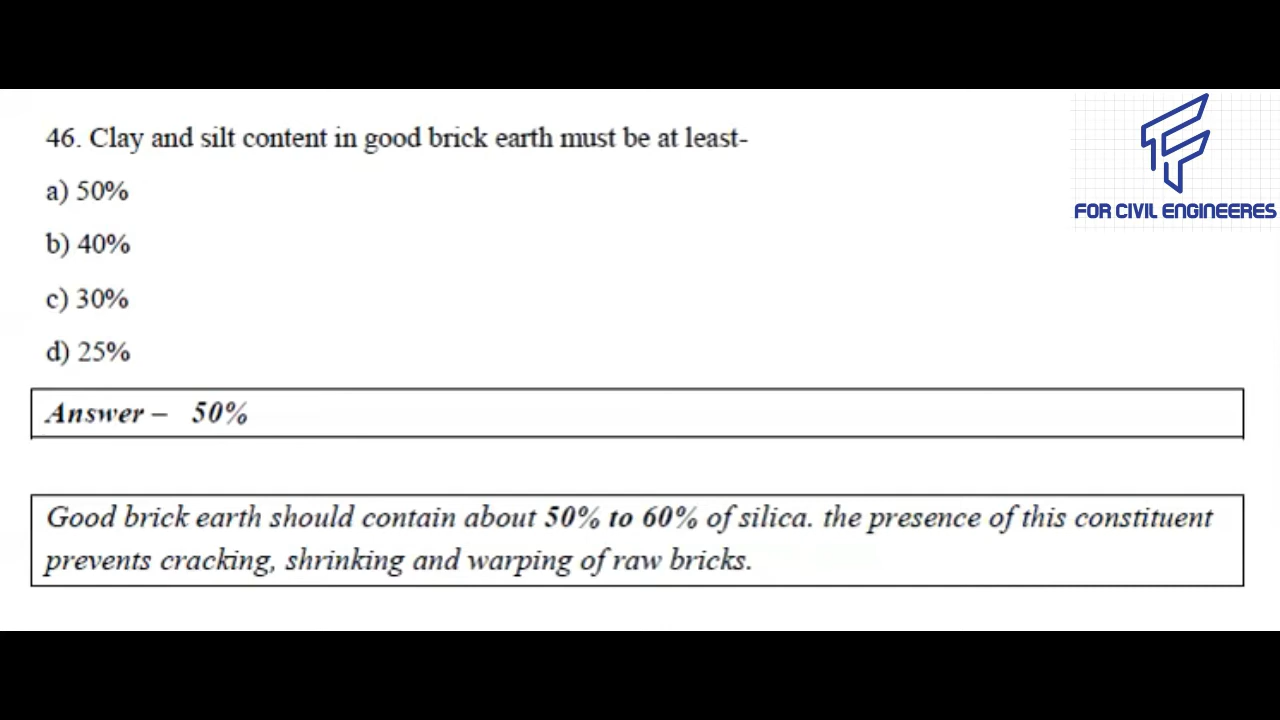 46. Clay and silt content in good brick earth must be at least-
a) 50%
b) 40%
c) 30%
d) 25%
FOR CIVIL ENGINEERES
Answer – 50%
Good brick earth should contain about 50% to 60% of silica. the presence of this constituent
prevents cracking, shrinking and warping of raw bricks.